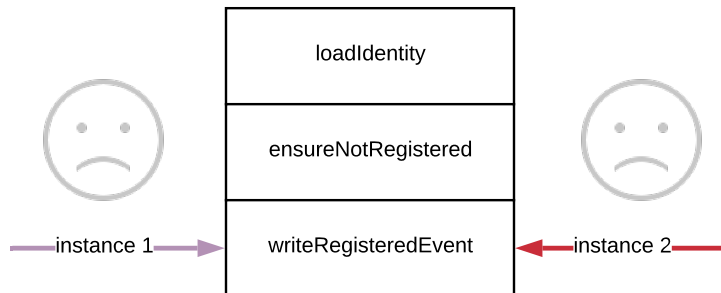 loadIdentity
ensureNotRegistered
instance 1
writeRegisteredEvent
instance 2